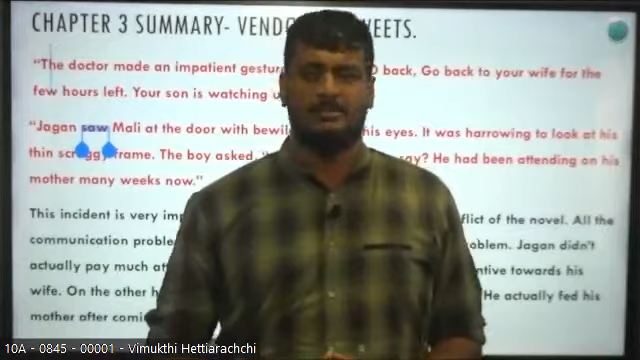 CHAPTER 3 SUMMARY- VENDO WEETS.
“The doctor made an impatient gestur back, Go back to your wife for the
few hours left. Your son is watching
“Jagan saw Mali at the door with bewil his eyes. It was harrowing to look at his
thin scraggy frame. The boy asked, say? He had been attending on his
mother many weeks now.”
This incident is very imp flict of the novel. All the
communication proble oblem. Jagan didn’t
actually pay much at ntive towards his
wife. On the other h He actually fed his
mother after comi
10A - 0845 - 00001 - Vimukthi Hettiarachchi